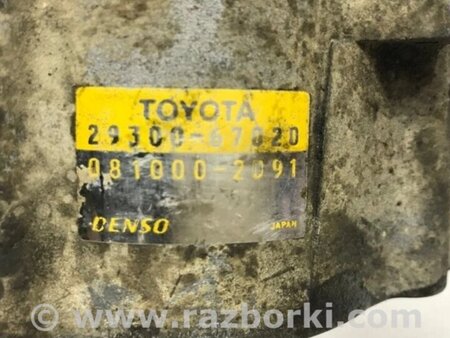 TOYOTA
29300-67020
081000-2091
DENSO JAPAN
© www.razborki.com